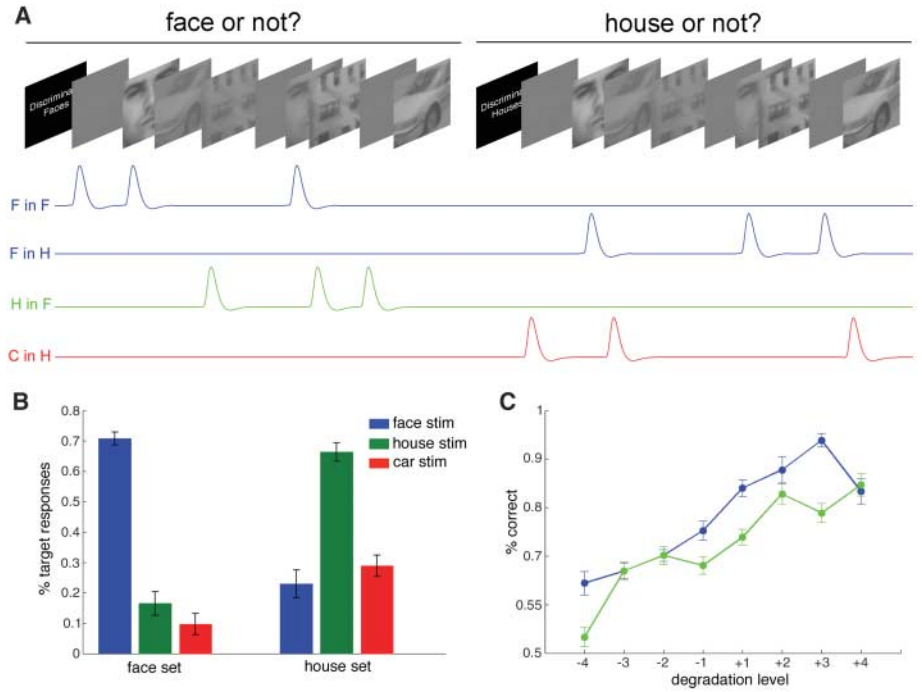 A
face or not?
house or not?
Discrimina
Faces
Discrimina
Houses
F in F
F in H
H in F
C in H
B
% target responses
0.8
0.7
0.6
0.5
0.4
0.3
0.2
0.1
0
face stim
house stim
car stim
face set
house set
C
% correct
1
0.9
0.8
0.7
0.55
0.5
-4
-3
-2
-1
+1
+2
+3
+4
degradation level